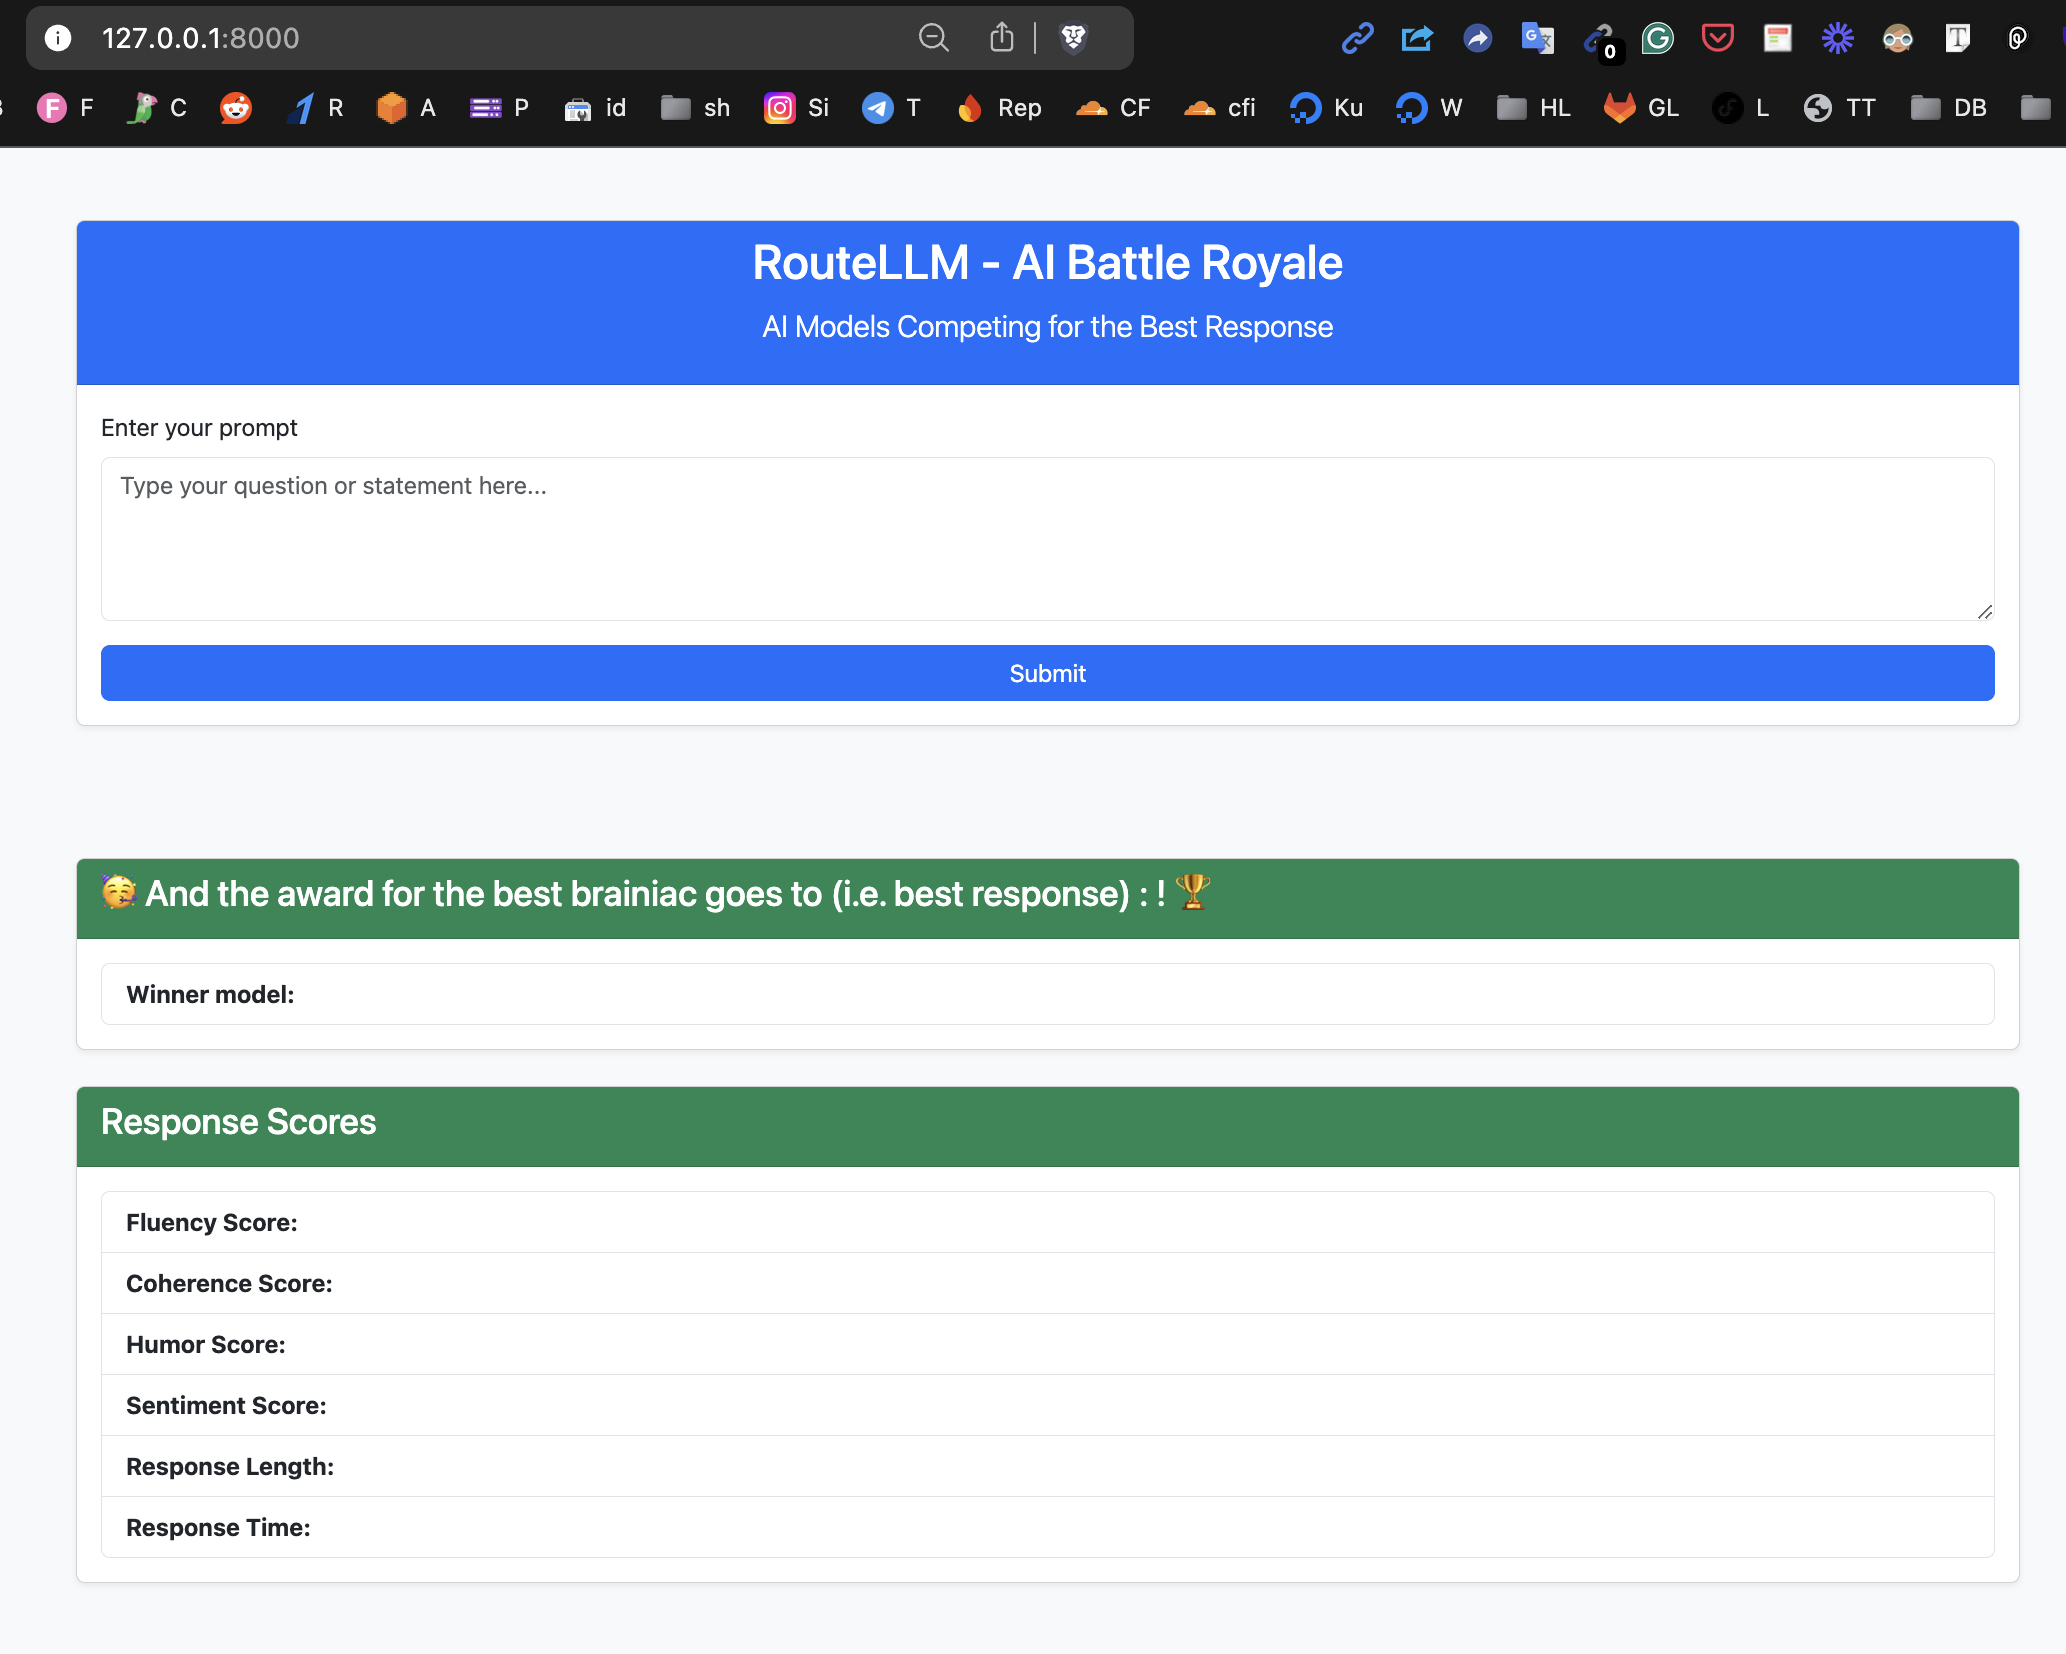 127.0.0.1:8000
0
F C R A P id sh Si T Rep CF cfi Ku W HL GL L TT DB
RouteLLM - AI Battle Royale
AI Models Competing for the Best Response
Enter your prompt
Type your question or statement here...
Submit
🥳 And the award for the best brainiac goes to (i.e. best response) : ! 🏆
Winner model:
Response Scores
Fluency Score:
Coherence Score:
Humor Score:
Sentiment Score:
Response Length:
Response Time: